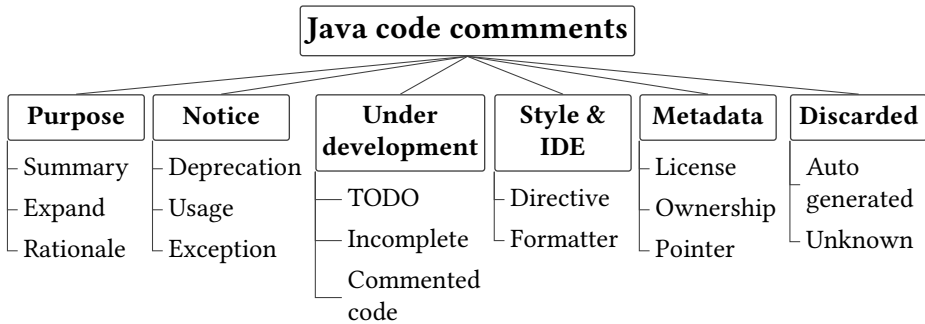 Java code commments
Purpose
Summary
Expand
Rationale
Notice
Deprecation
Usage
Exception
Under
development
TODO
Incomplete
Commented
code
Style &
IDE
Directive
Formatter
Metadata
License
Ownership
Pointer
Discarded
Auto
generated
Unknown